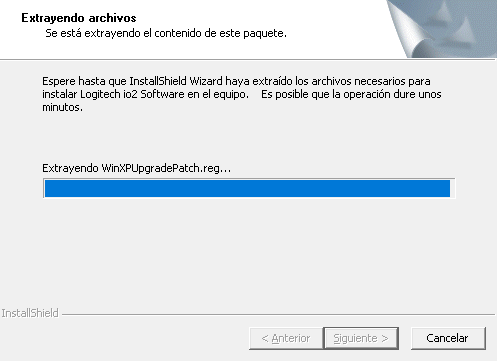 Extrayendo archivos
Se está extrayendo el contenido de este paquete.
Espere hasta que InstallShield Wizard haya extraído los archivos necesarios para
instalar Logitech io2 Software en el equipo.    Es posible que la operación dure unos
minutos.
Extrayendo WinXPUpgradePatch.reg...
InstallShield
< Anterior
Siguiente >
Cancelar